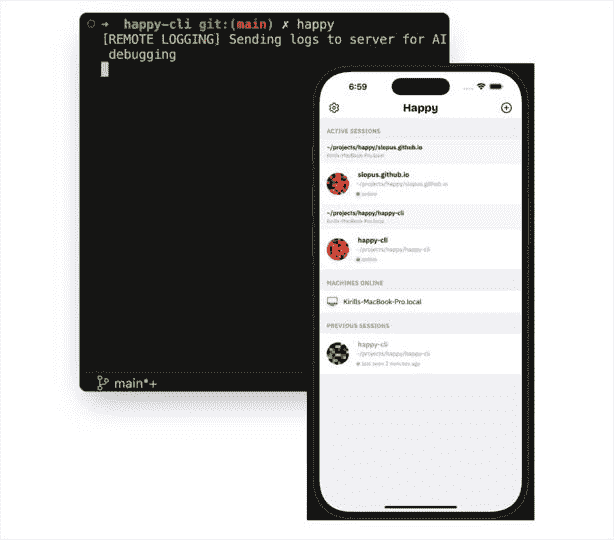 ➜ happy-cli git:(main) ✗ happy
[REMOTE LOGGING] Sending logs to server for AI
debugging
main*+
6:59
Happy
ACTIVE SESSIONS
~/projects/happy/slopus.github.io
Kirills-MacBook-Pro.local
slopus.github.io
~/projects/happy/slopus.github.io
online
~/projects/happy/happy-cli
Kirills-MacBook-Pro.local
happy-cli
~/projects/happy/happy-cli
online
MACHINES ONLINE
Kirills-MacBook-Pro.local
PREVIOUS SESSIONS
happy-cli
~/projects/happy/happy-cli
last seen 2 minutes ago